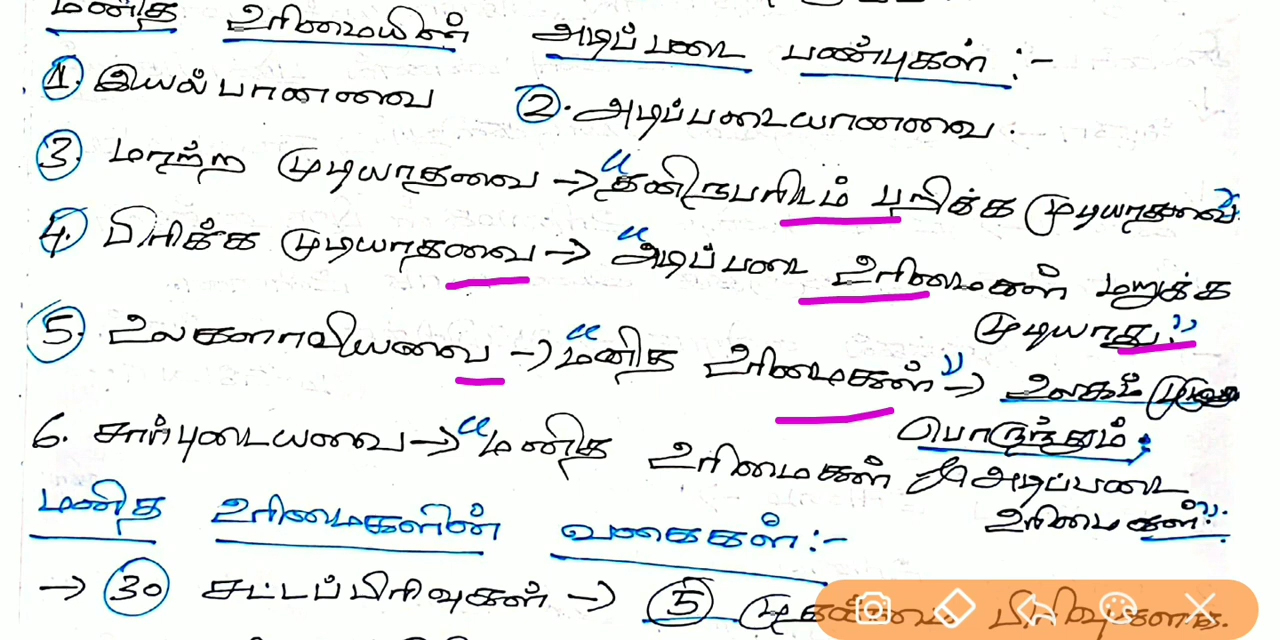 மனித உரிமையின் அடிப்படை பண்புகள் :-
1. இயல்பானவை 2. அடிப்படையானவை.
3. மாற்ற முடியாதவை → "தனிநபரிடம் பறிக்க முடியாதவை"
4. பிரிக்க முடியாதவை → "அடிப்படை உரிமைகள் மறுக்க
முடியாது"
5. உலகளாவியவை → "மனித உரிமைகள்" → உலகம்
பொருந்தும்.
6. சார்புடையவை → "மனித உரிமைகள் அடிப்படை
உரிமைகள்".
மனித உரிமைகளின் வகைகள் :-
→ 30 சட்டப்பிரிவுகள் → 5